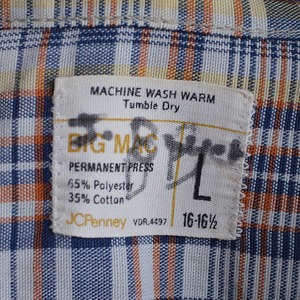 MACHINE WASH WARM
Tumble Dry
BIG MAC
PERMANENT PRESS
65% Polyester
35% Cotton
L
JCPenney VDR.4497 16-16½